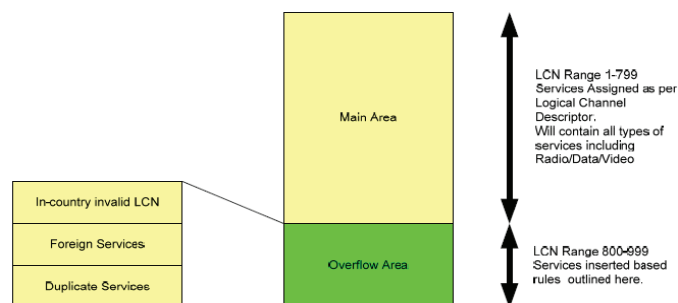 Main Area
LCN Range 1-799
Services Assigned as per
Logical Channel
Descriptor.
Will contain all types of
services including
Radio/Data/Video
In-country invalid LCN
Foreign Services
Duplicate Services
Overflow Area
LCN Range 800-999
Services inserted based
rules outlined here.